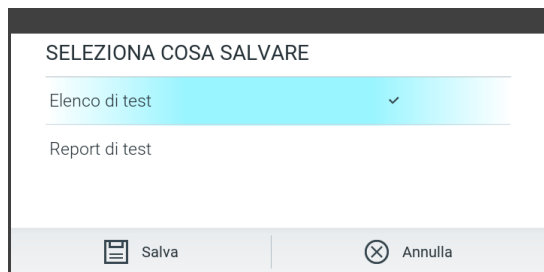 SELEZIONA COSA SALVARE
Elenco di test
Report di test
Salva
Annulla